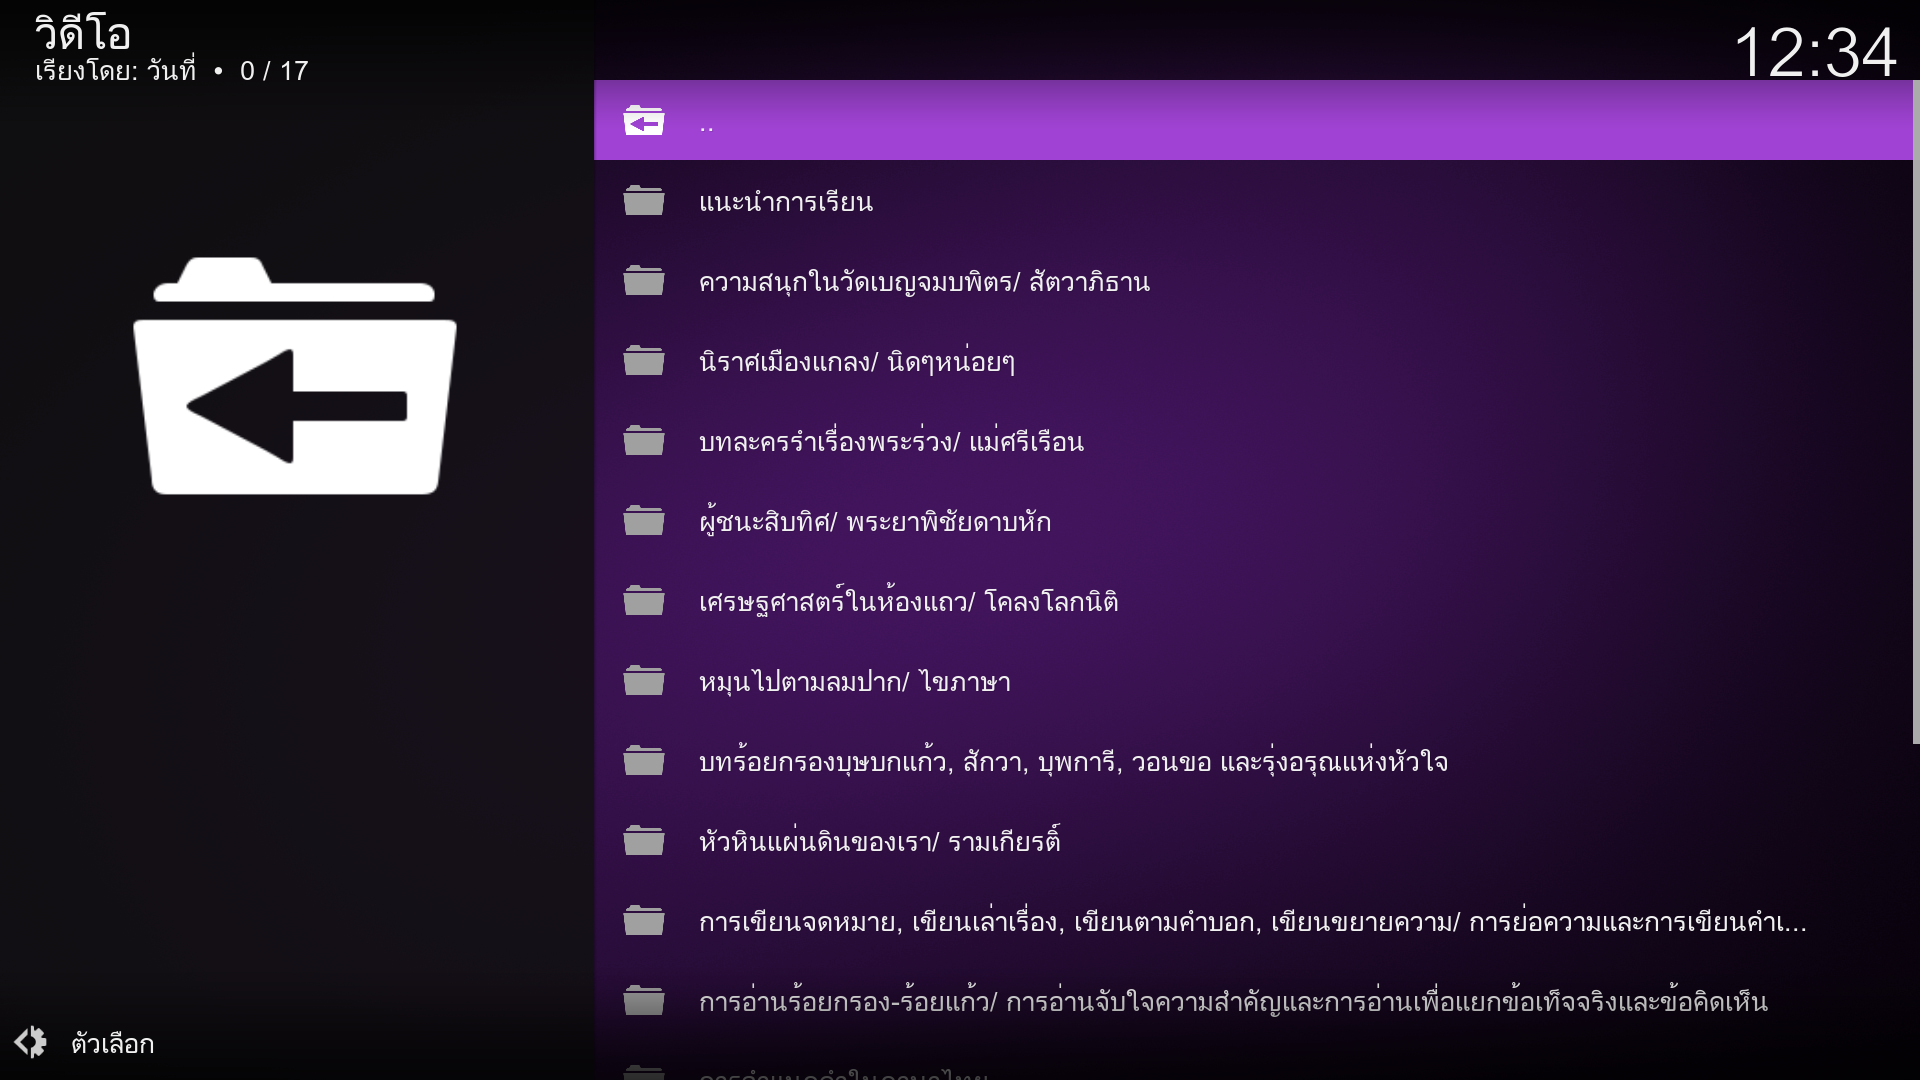 วิดีโอ
เรียงโดย: วันที่ • 0 / 17
12:34
..
แนะนำการเรียน
ความสนุกในวัดเบญจมบพิตร/ สัตวาภิธาน
นิราศเมืองแกลง/ นิดๆหน่อยๆ
บทละครรำเรื่องพระร่วง/ แม่ศรีเรือน
ผู้ชนะสิบทิศ/ พระยาพิชัยดาบหัก
เศรษฐศาสตร์ในห้องแถว/ โคลงโลกนิติ
หมุนไปตามลมปาก/ ไขภาษา
บทร้อยกรองบุษบกแก้ว, สักวา, บุพการี, วอนขอ และรุ่งอรุณแห่งหัวใจ
หัวหินแผ่นดินของเรา/ รามเกียรติ์
การเขียนจดหมาย, เขียนเล่าเรื่อง, เขียนตามคำบอก, เขียนขยายความ/ การย่อความและการเขียนคำเ...
การอ่านร้อยกรอง-ร้อยแก้ว/ การอ่านจับใจความสำคัญและการอ่านเพื่อแยกข้อเท็จจริงและข้อคิดเห็น
ตัวเลือก